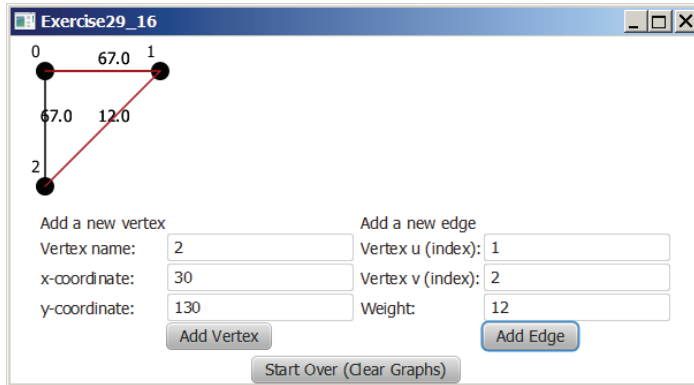 Exercise29_16
0 67.0 1
67.0 12.0
2
Add a new vertex
Vertex name: 2
x-coordinate: 30
y-coordinate: 130
Add Vertex
Add a new edge
Vertex u (index): 1
Vertex v (index): 2
Weight: 12
Add Edge
Start Over (Clear Graphs)